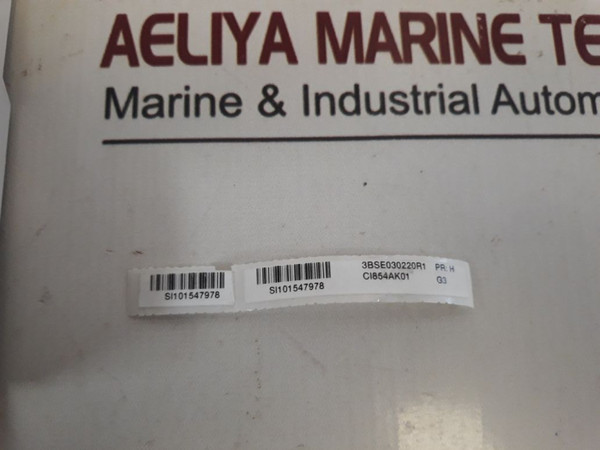 AELIYA MARINE TE
Marine & Industrial Autom
SI101547978
SI101547978
3BSE030220R1 PR: H
CI854AK01 G3